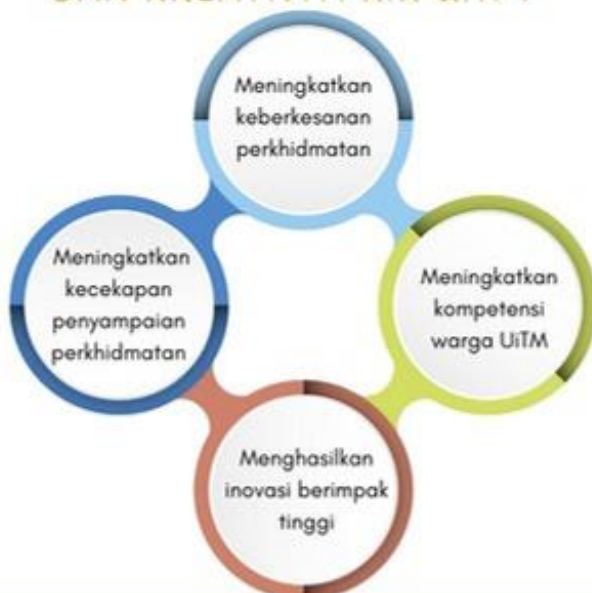 Meningkatkan
keberkesanan
perkhidmatan
Meningkatkan
kecekapan
penyampaian
perkhidmatan
Meningkatkan
kompetensi
warga UiTM
Menghasilkan
inovasi berimpak
tinggi